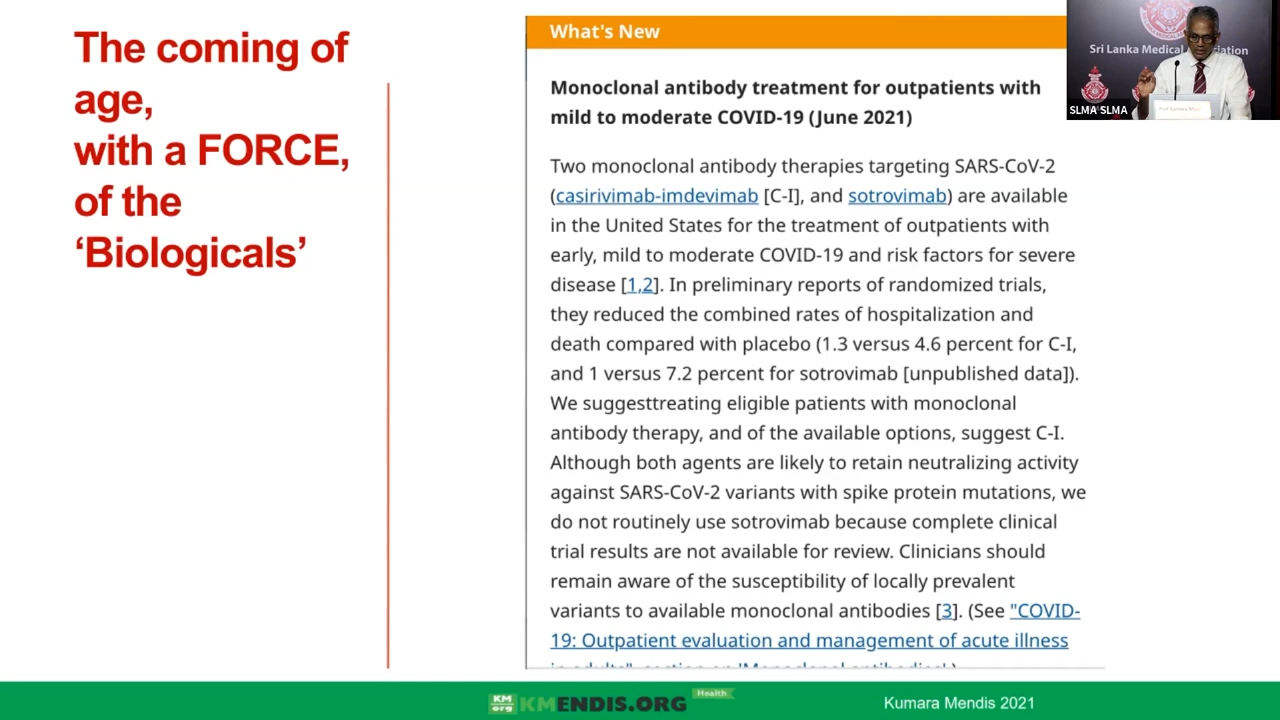 The coming of
age,
with a FORCE,
of the
‘Biologicals’
What's New
Monoclonal antibody treatment for outpatients with
mild to moderate COVID-19 (June 2021)
Two monoclonal antibody therapies targeting SARS-CoV-2
(casirivimab-imdevimab [C-I], and sotrovimab) are available
in the United States for the treatment of outpatients with
early, mild to moderate COVID-19 and risk factors for severe
disease [1,2]. In preliminary reports of randomized trials,
they reduced the combined rates of hospitalization and
death compared with placebo (1.3 versus 4.6 percent for C-I,
and 1 versus 7.2 percent for sotrovimab [unpublished data]).
We suggesttreating eligible patients with monoclonal
antibody therapy, and of the available options, suggest C-I.
Although both agents are likely to retain neutralizing activity
against SARS-CoV-2 variants with spike protein mutations, we
do not routinely use sotrovimab because complete clinical
trial results are not available for review. Clinicians should
remain aware of the susceptibility of locally prevalent
variants to available monoclonal antibodies [3]. (See "COVID-
19: Outpatient evaluation and management of acute illness
in adults", section on 'Monoclonal antibodies'.)
Sri Lanka Medical Association
SLMA SLMA
KM
org
KMENDIS.ORG
Health
Kumara Mendis 2021